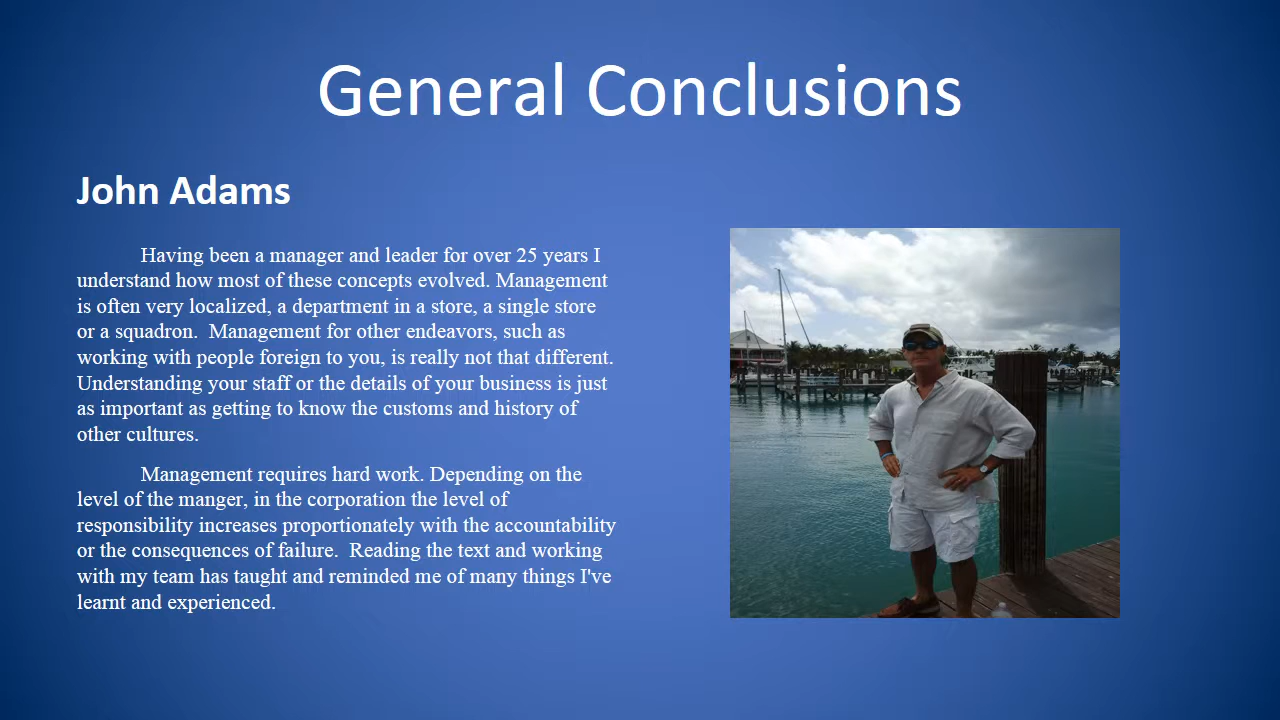 General Conclusions
John Adams
Having been a manager and leader for over 25 years I
understand how most of these concepts evolved. Management
is often very localized, a department in a store, a single store
or a squadron.  Management for other endeavors, such as
working with people foreign to you, is really not that different.
Understanding your staff or the details of your business is just
as important as getting to know the customs and history of
other cultures.
Management requires hard work. Depending on the
level of the manger, in the corporation the level of
responsibility increases proportionately with the accountability
or the consequences of failure.  Reading the text and working
with my team has taught and reminded me of many things I've
learnt and experienced.